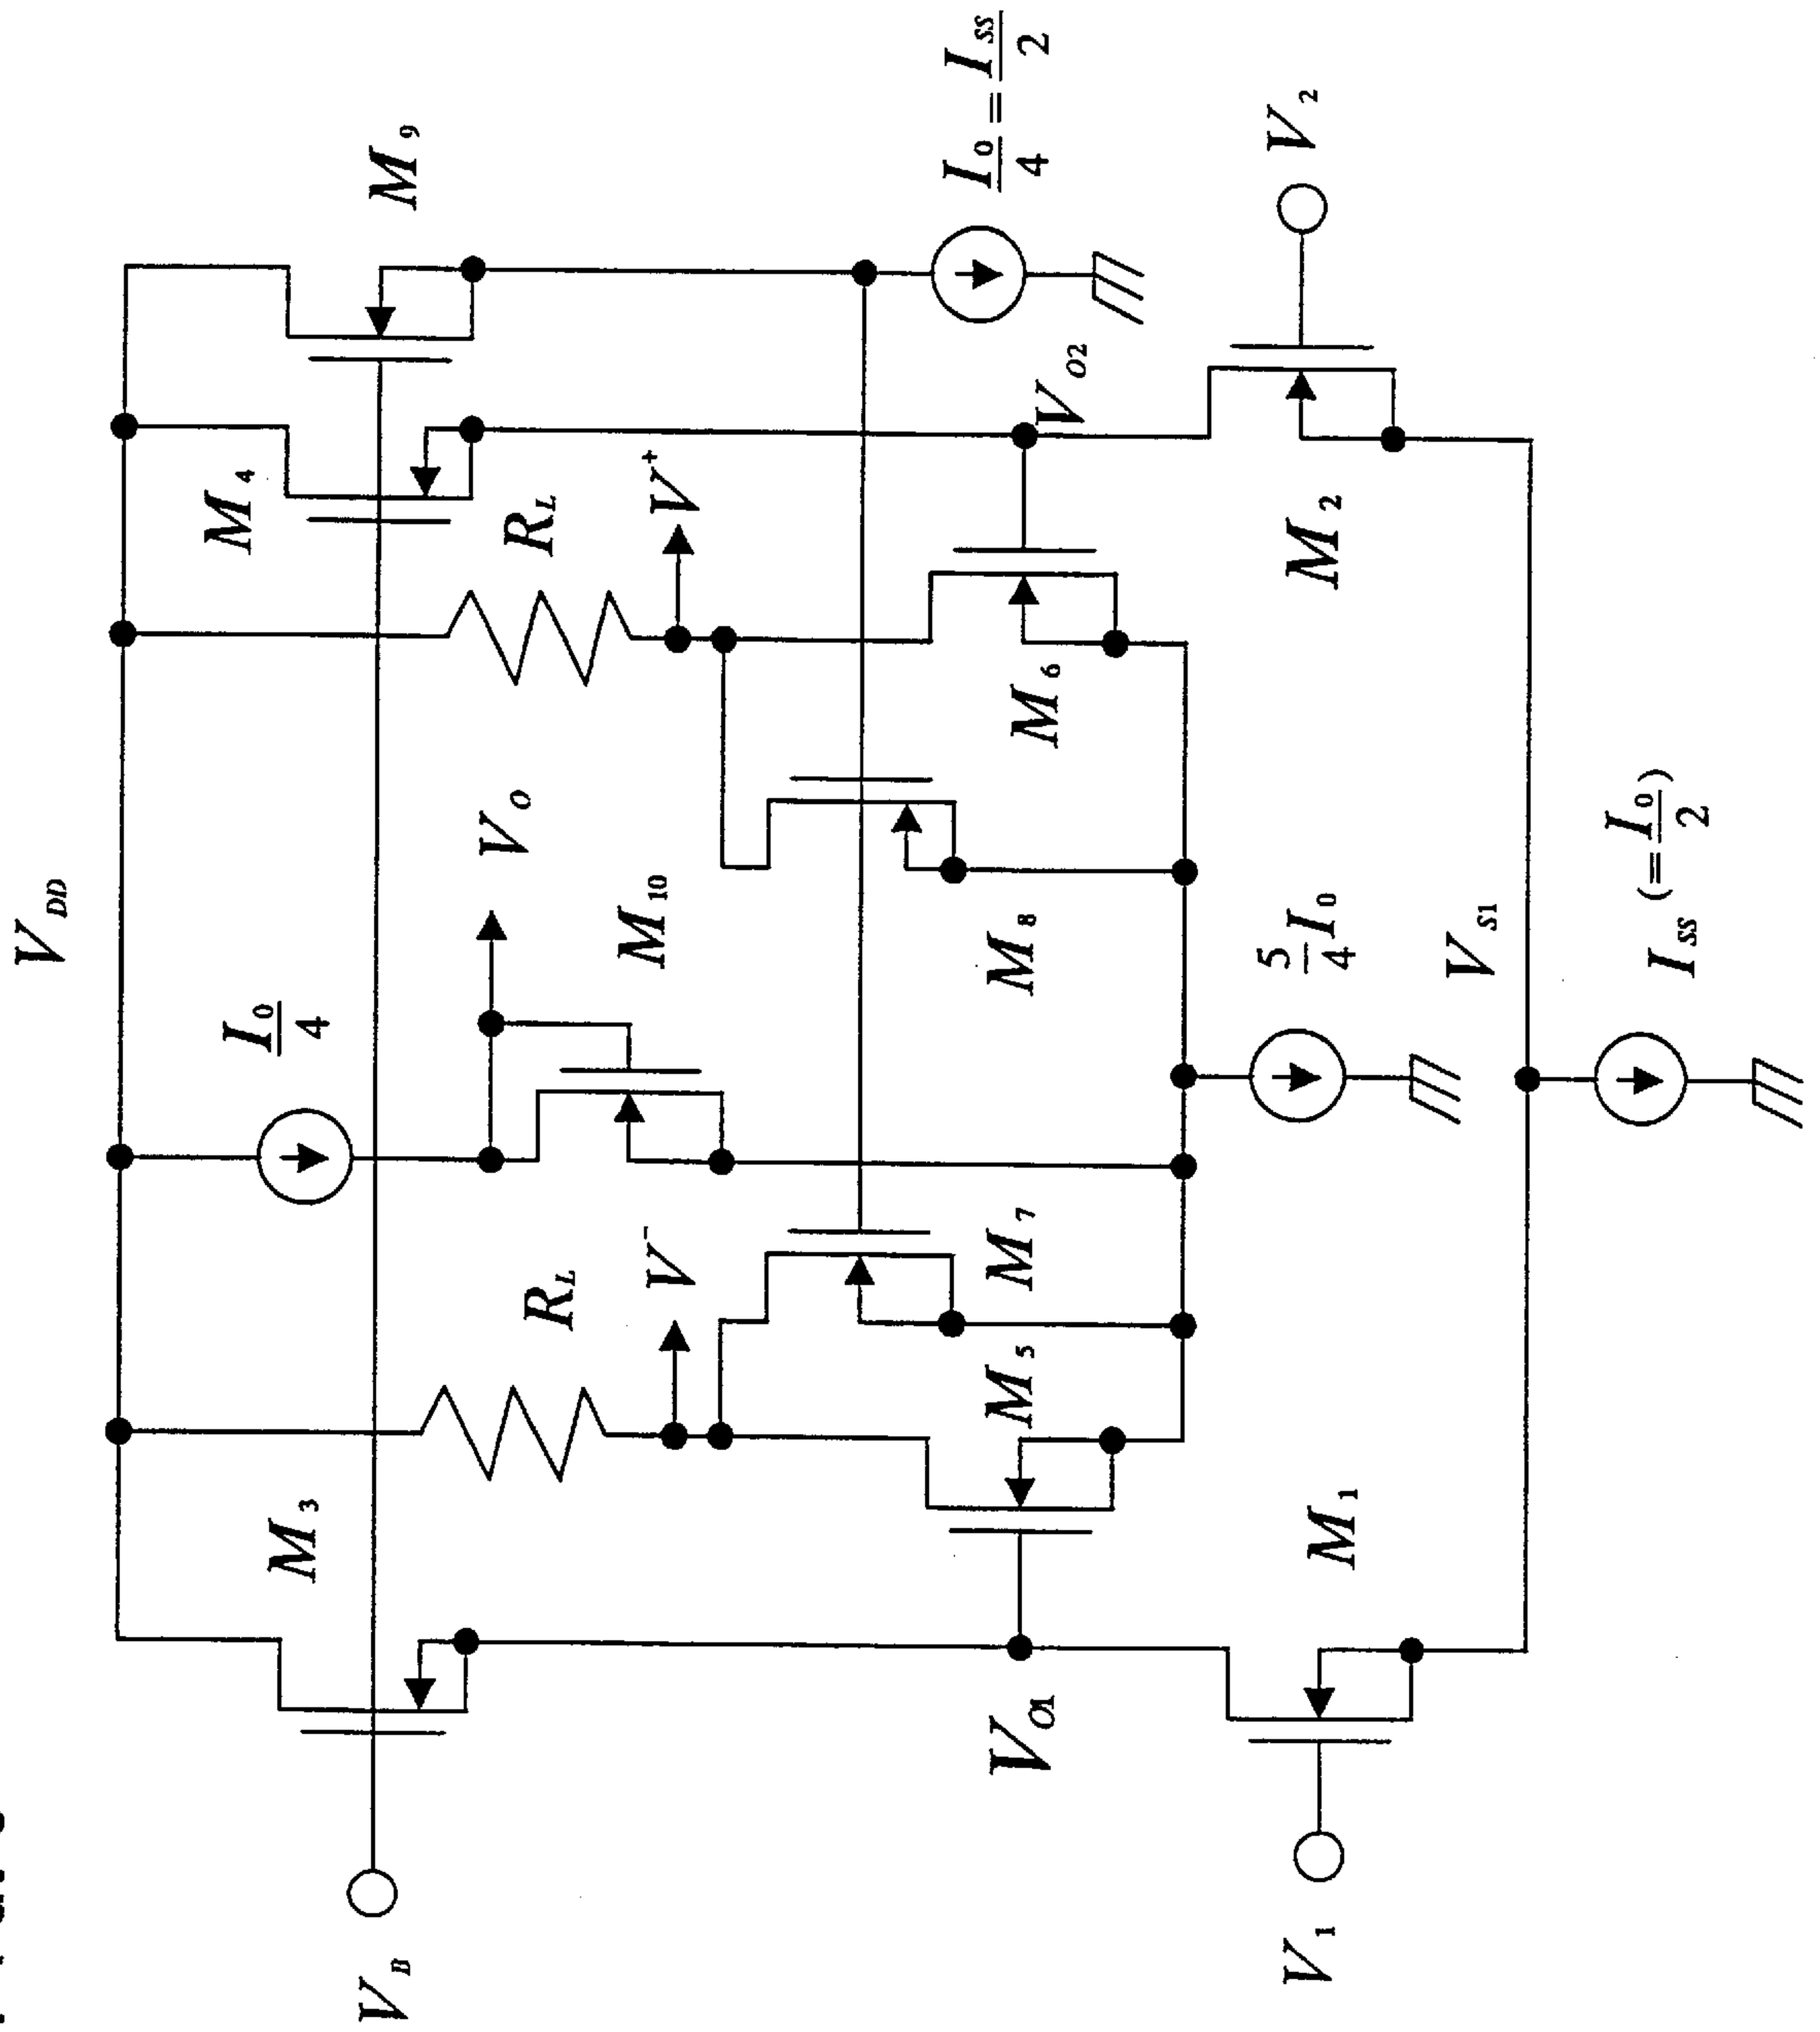 V_DD
I_0/4
M_3
M_4
M_9
R_L
R_L
V_O
V^-
V^+
M_10
V_B
I_0/4 = I_SS/2
M_5
M_7
M_8
M_6
V_O1
V_O2
5/4 I_0
M_1
M_2
V_1
V_2
V_S1
I_SS (= I_0/2)